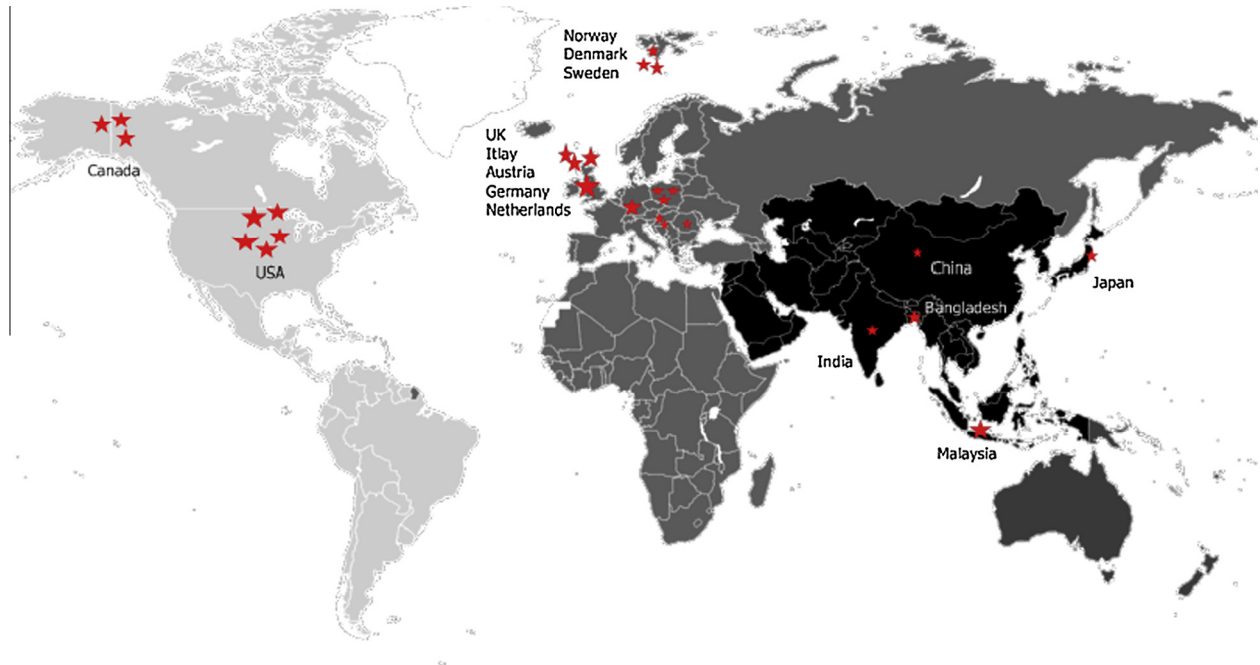 Norway
Denmark
Sweden
UK
Itlay
Austria
Germany
Netherlands
Canada
USA
China
Japan
Bangladesh
India
Malaysia